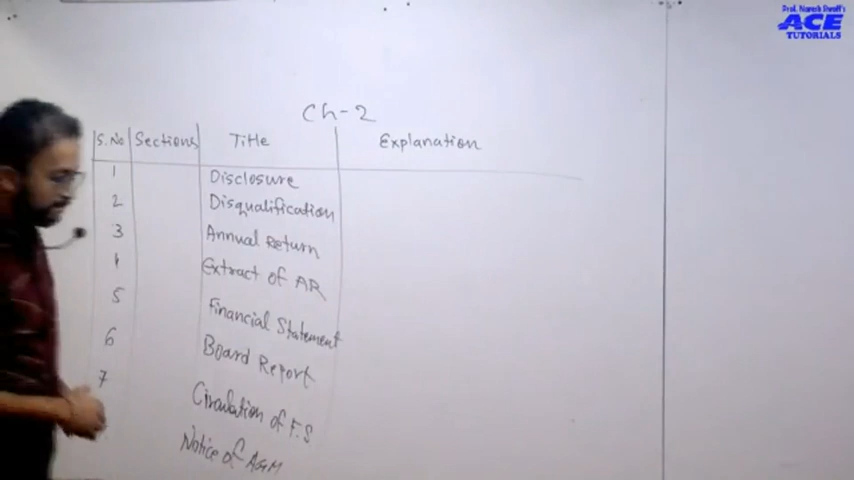 Prof. Naresh Shroff's
ACE
TUTORIALS
Ch-2
S.No Sections Title Explanation
1 Disclosure
2 Disqualification
3 Annual Return
4 Extract of AR
5 Financial Statement
6 Board Report
7 Circulation of F.S
Notice of AGM